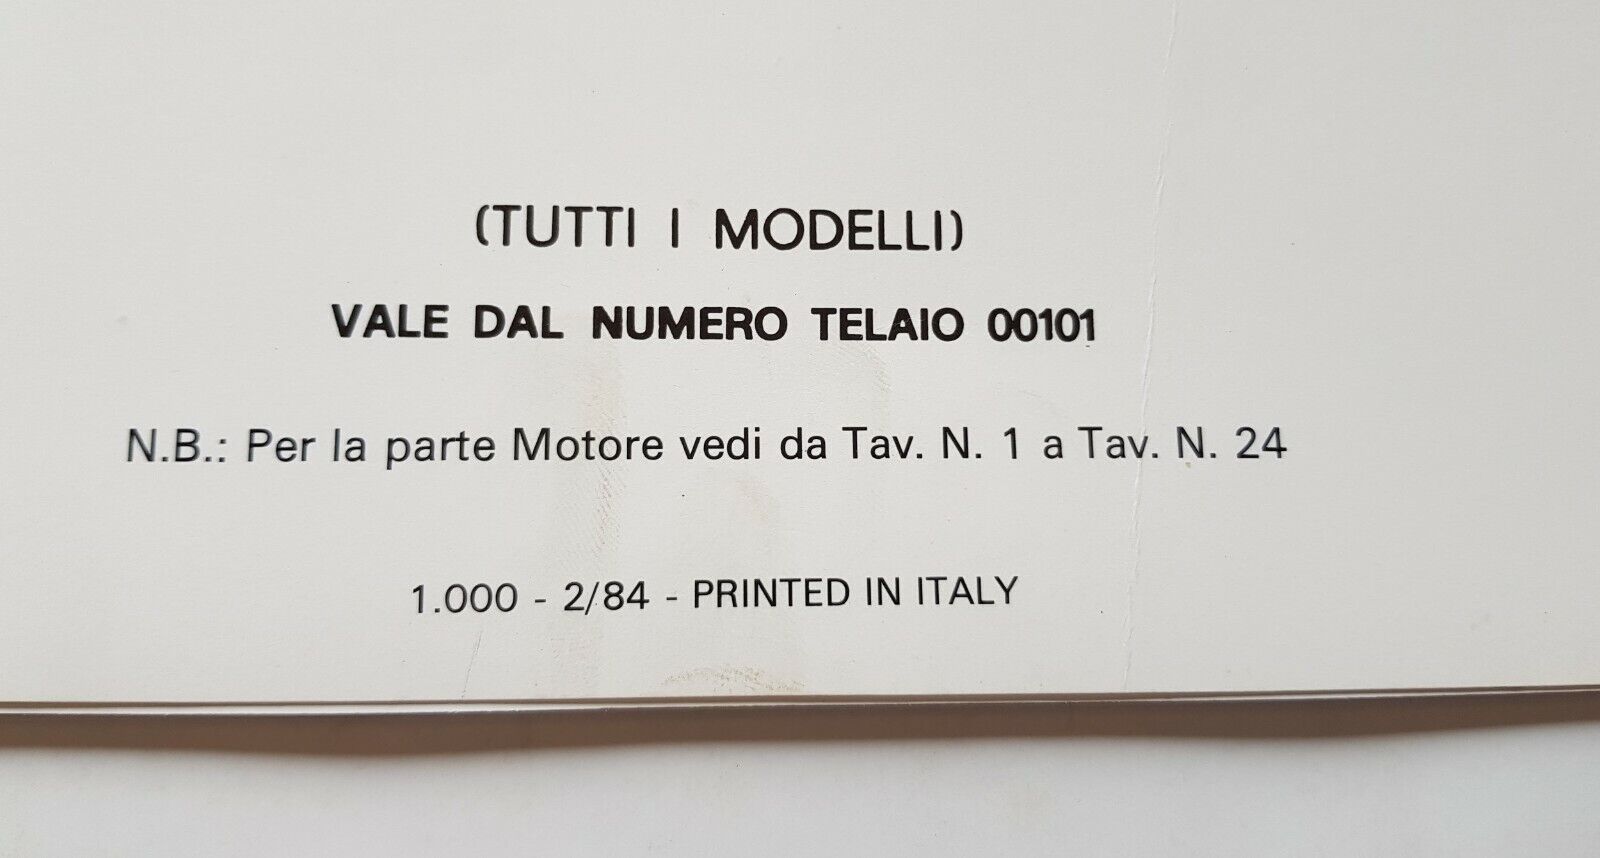 (TUTTI I MODELLI)
VALE DAL NUMERO TELAIO 00101
N.B.: Per la parte Motore vedi da Tav. N. 1 a Tav. N. 24
1.000 - 2/84 - PRINTED IN ITALY